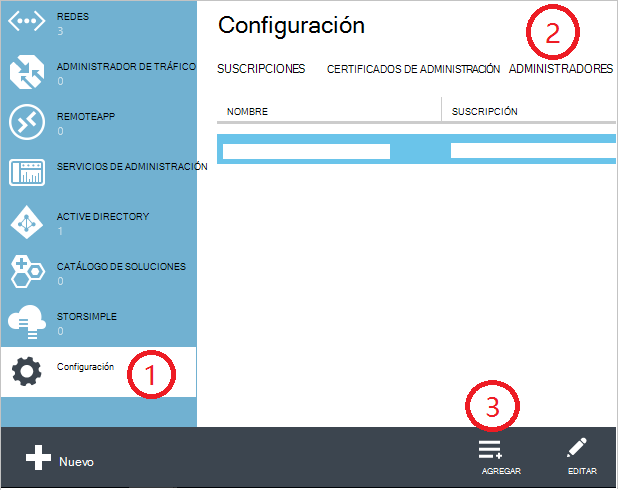 REDES
3
ADMINISTRADOR DE TRÁFICO
0
REMOTEAPP
0
SERVICIOS DE ADMINISTRACIÓN
ACTIVE DIRECTORY
1
CATÁLOGO DE SOLUCIONES
0
STORSIMPLE
0
Configuración
1
Configuración
2
SUSCRIPCIONES CERTIFICADOS DE ADMINISTRACIÓN ADMINISTRADORES
NOMBRE SUSCRIPCIÓN
3
Nuevo
AGREGAR EDITAR